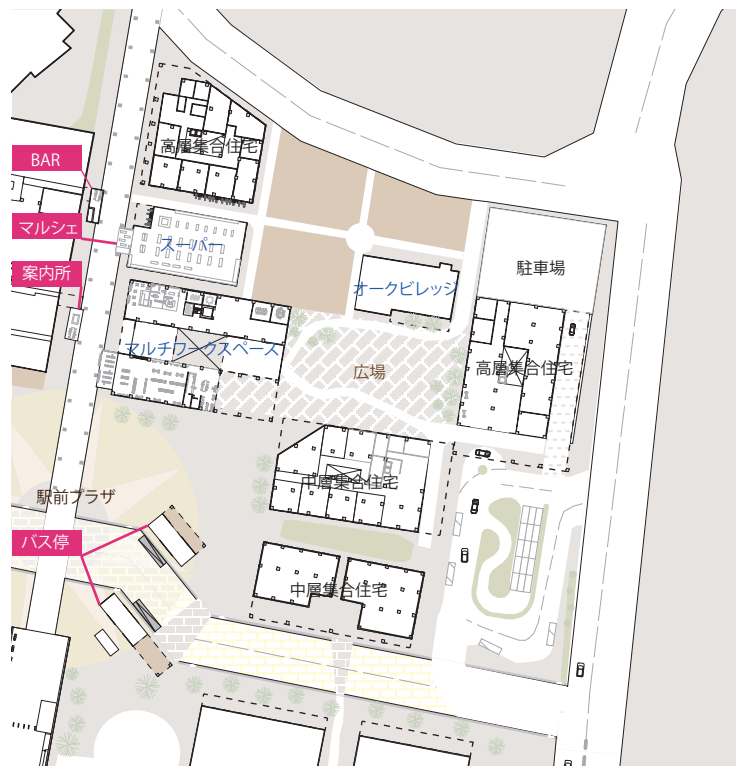 高層集合住宅
BAR
マルシェ
スーパー
案内所
オークビレッジ
駐車場
マルチワークスペース
広場
高層集合住宅
中層集合住宅
駅前プラザ
バス停
中層集合住宅